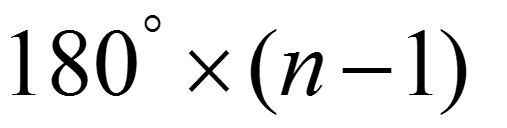 180° × (n − 1)